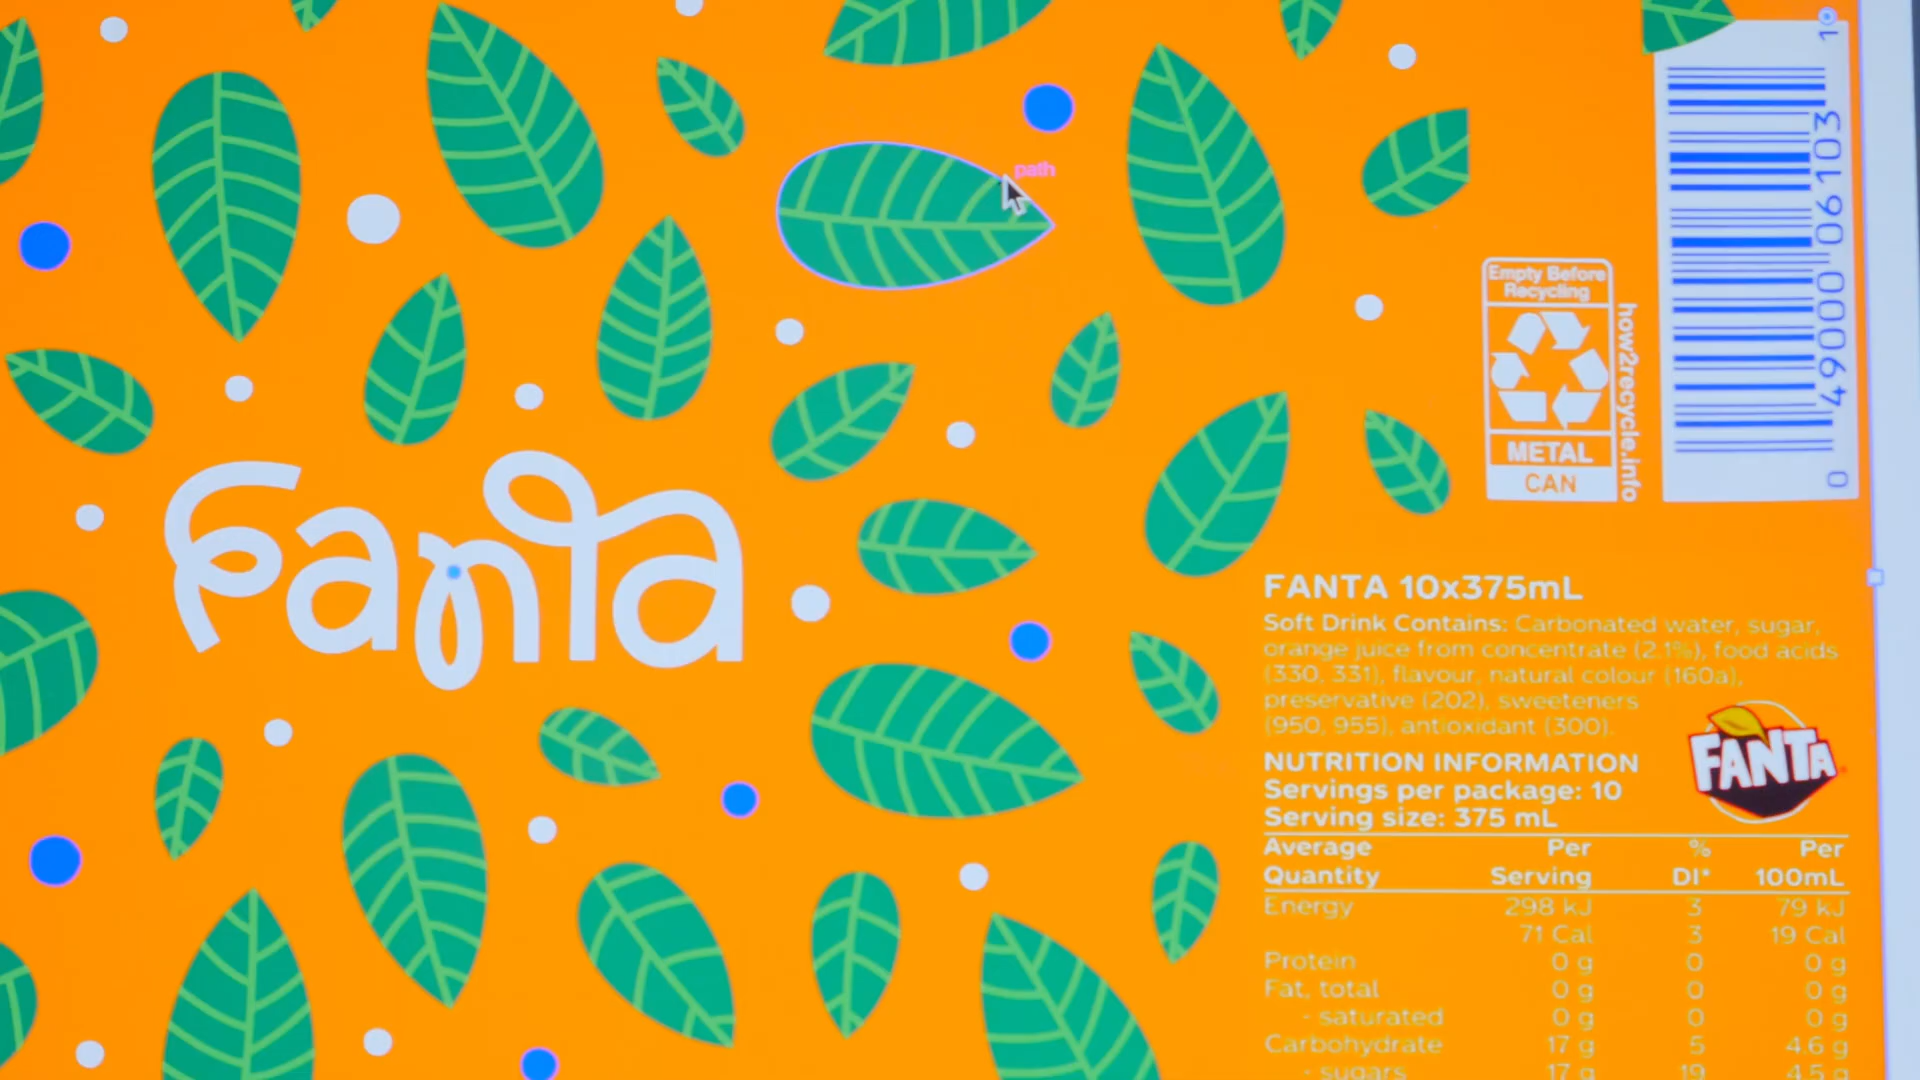 path
Fanta
Empty Before
Recycling
METAL
CAN
how2recycle.info
0 49000 06103 1
FANTA 10x375mL
Soft Drink Contains: Carbonated water, sugar,
orange juice from concentrate (2.1%), food acids
(330, 331), flavour, natural colour (160a),
preservative (202), sweeteners
(950, 955), antioxidant (300).
FANTA
NUTRITION INFORMATION
Servings per package: 10
Serving size: 375 mL
Average Per % Per
Quantity Serving DI* 100mL
Energy 298 kJ 3 79 kJ
71 Cal 3 19 Cal
Protein 0 g 0 0 g
Fat, total 0 g 0 0 g
- saturated 0 g 0 0 g
Carbohydrate 17 g 5 4.6 g
- sugars 17 g 19 4.5 g